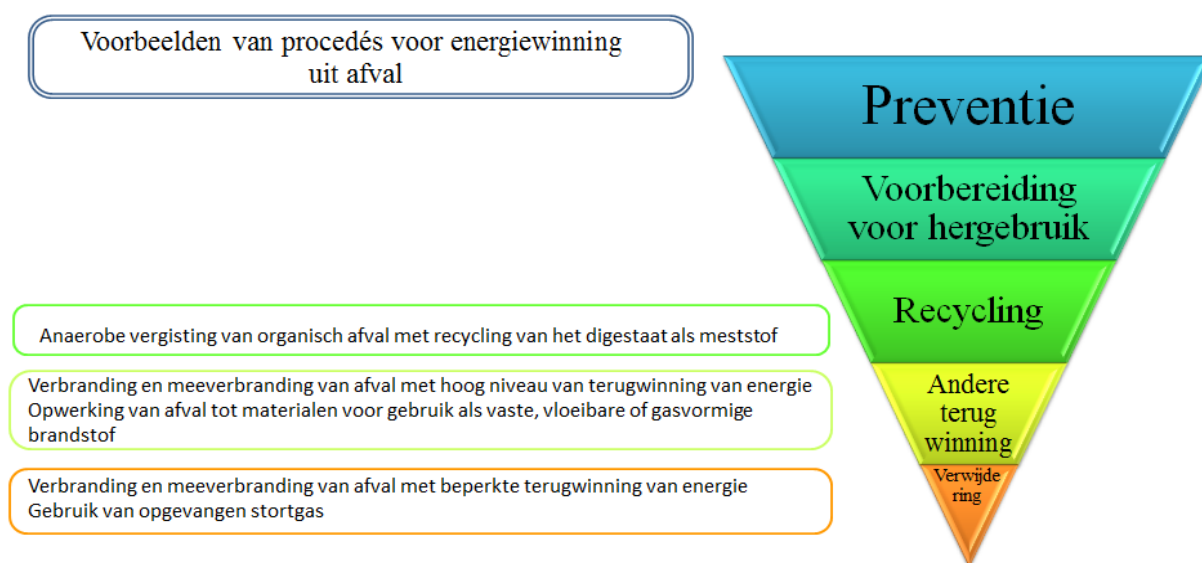 Voorbeelden van procedés voor energiewinning
uit afval
Preventie
Voorbereiding
voor hergebruik
Recycling
Anaerobe vergisting van organisch afval met recycling van het digestaat als meststof
Andere
terug
winning
Verbranding en meeverbranding van afval met hoog niveau van terugwinning van energie
Opwerking van afval tot materialen voor gebruik als vaste, vloeibare of gasvormige
brandstof
Verwijde
ring
Verbranding en meeverbranding van afval met beperkte terugwinning van energie
Gebruik van opgevangen stortgas